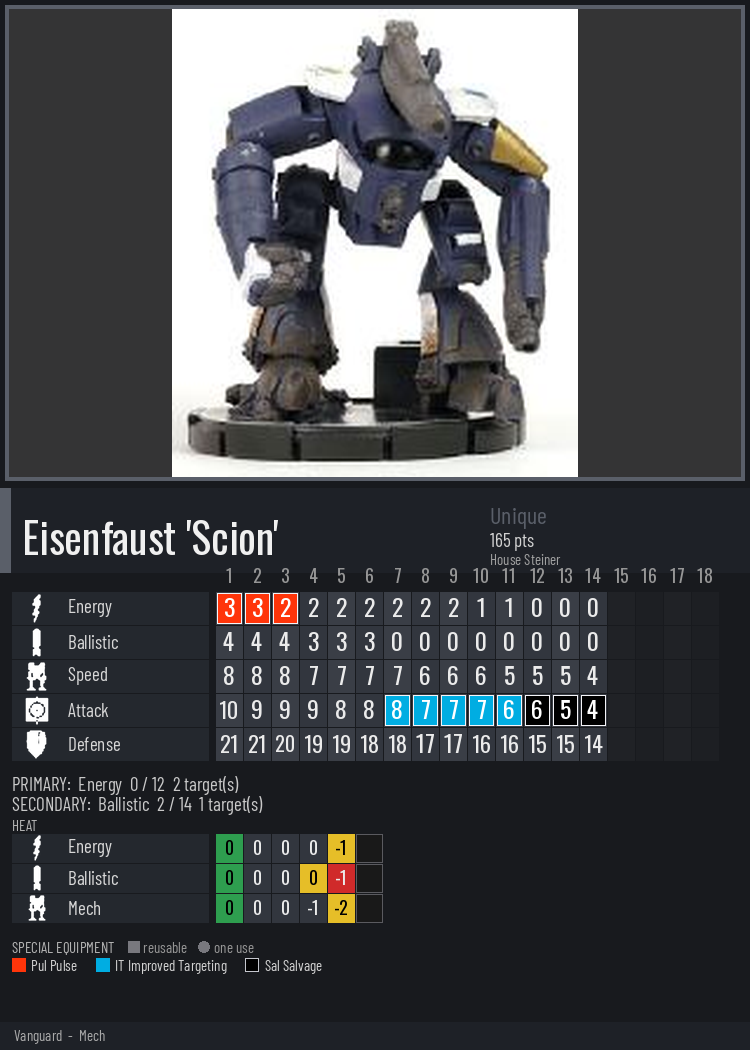 Eisenfaust 'Scion'
Unique
165 pts
House Steiner
1 2 3 4 5 6 7 8 9 10 11 12 13 14 15 16 17 18
Energy 3 3 2 2 2 2 2 2 2 1 1 0 0 0
Ballistic 4 4 4 3 3 3 0 0 0 0 0 0 0 0
Speed 8 8 8 7 7 7 7 6 6 6 5 5 5 4
Attack 10 9 9 9 8 8 8 7 7 7 6 6 5 4
Defense 21 21 20 19 19 18 18 17 17 16 16 15 15 14
PRIMARY: Energy 0 / 12 2 target(s)
SECONDARY: Ballistic 2 / 14 1 target(s)
HEAT
Energy 0 0 0 0 -1
Ballistic 0 0 0 0 -1
Mech 0 0 0 -1 -2
SPECIAL EQUIPMENT reusable one use
Pul Pulse IT Improved Targeting Sal Salvage
Vanguard - Mech